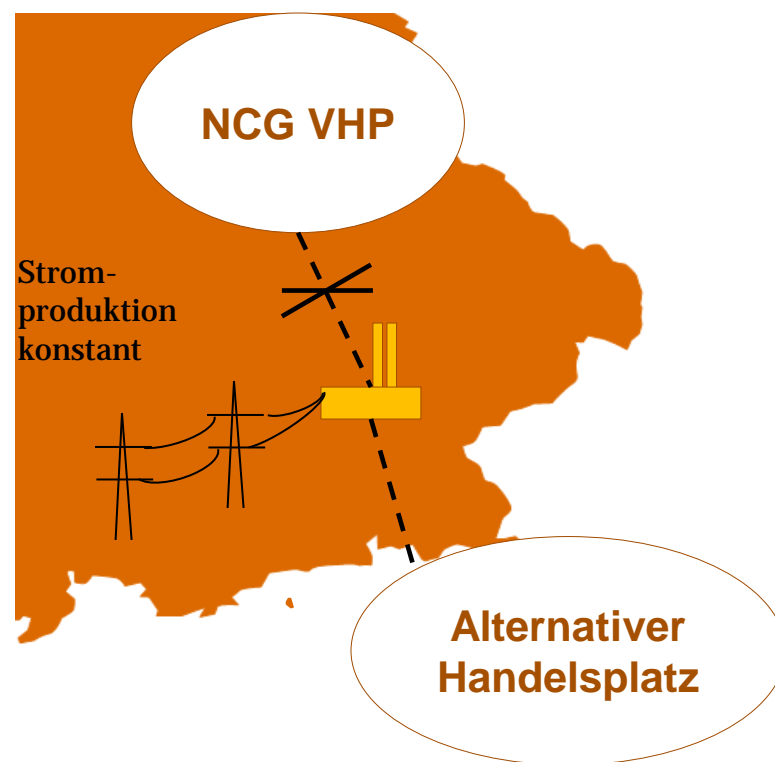 NCG VHP
Strom-
produktion
konstant
Alternativer
Handelsplatz